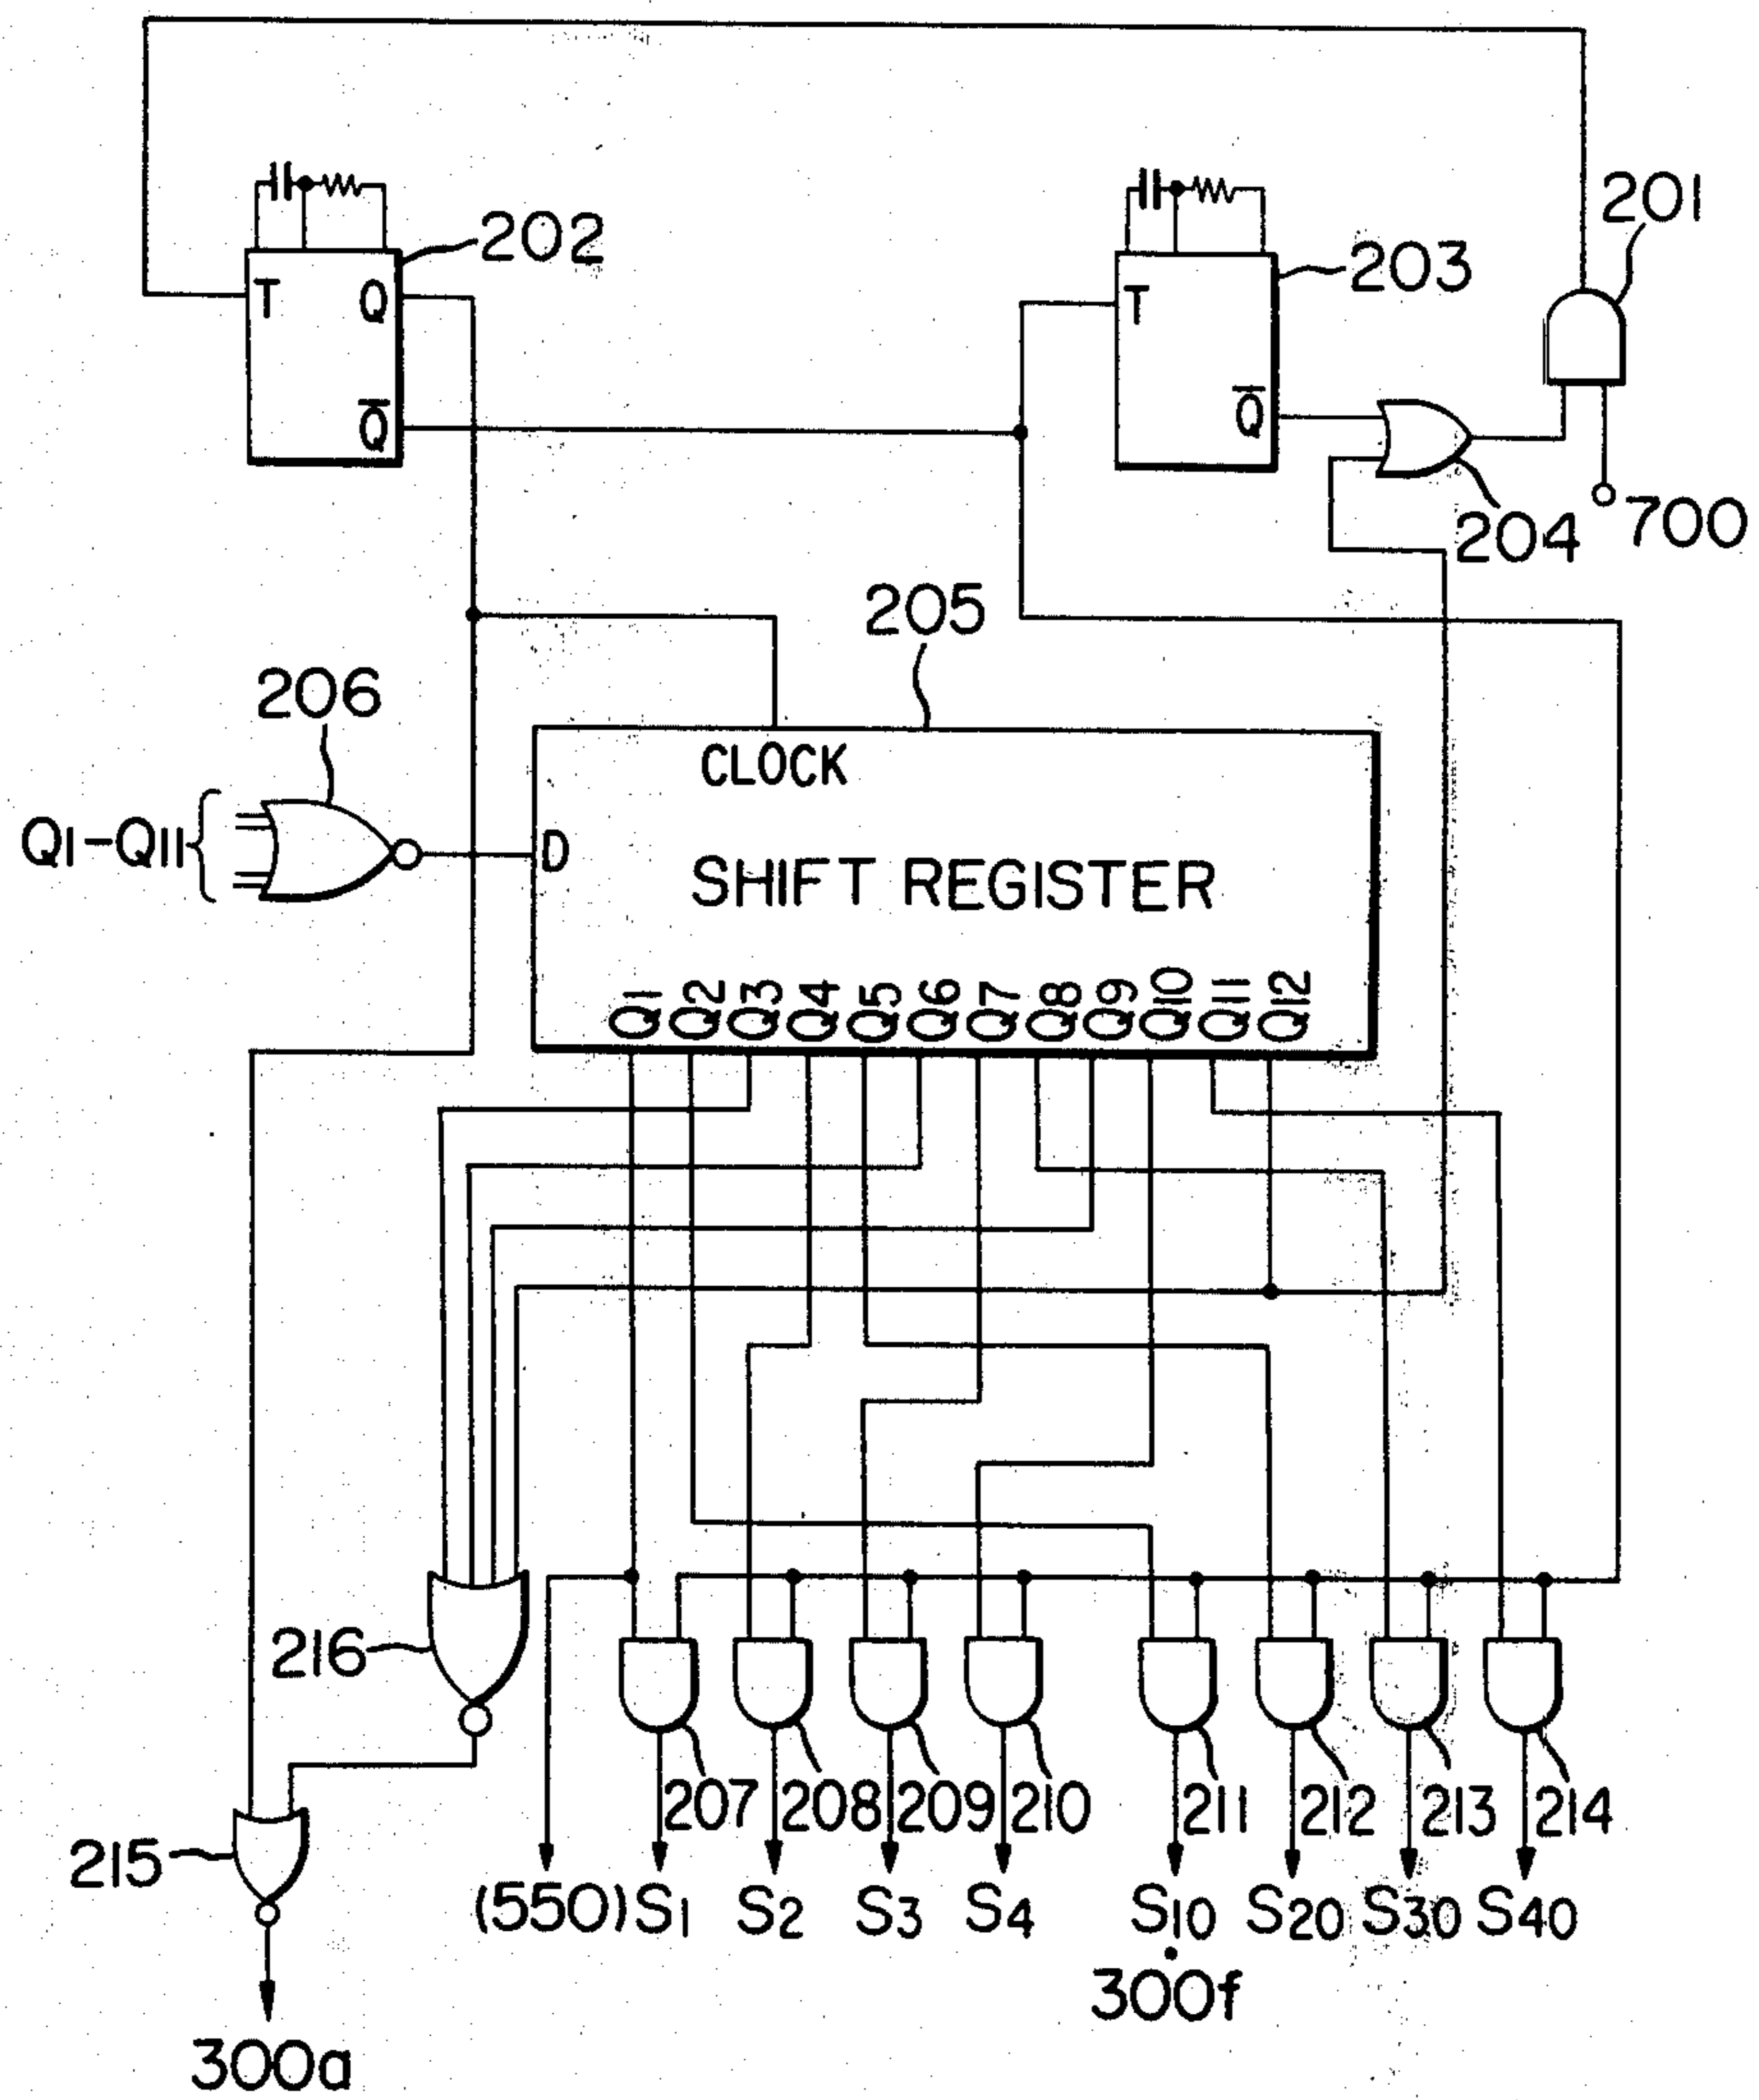 201
202
203
T Q
T
Q̅
Q̅
204
700
205
206
CLOCK
Q1-Q11
D
SHIFT REGISTER
Q1 Q2 Q3 Q4 Q5 Q6 Q7 Q8 Q9 Q10 Q11 Q12
216
207 208 209 210 211 212 213 214
215
(550) S1 S2 S3 S4 S10 S20 S30 S40
300f
300a